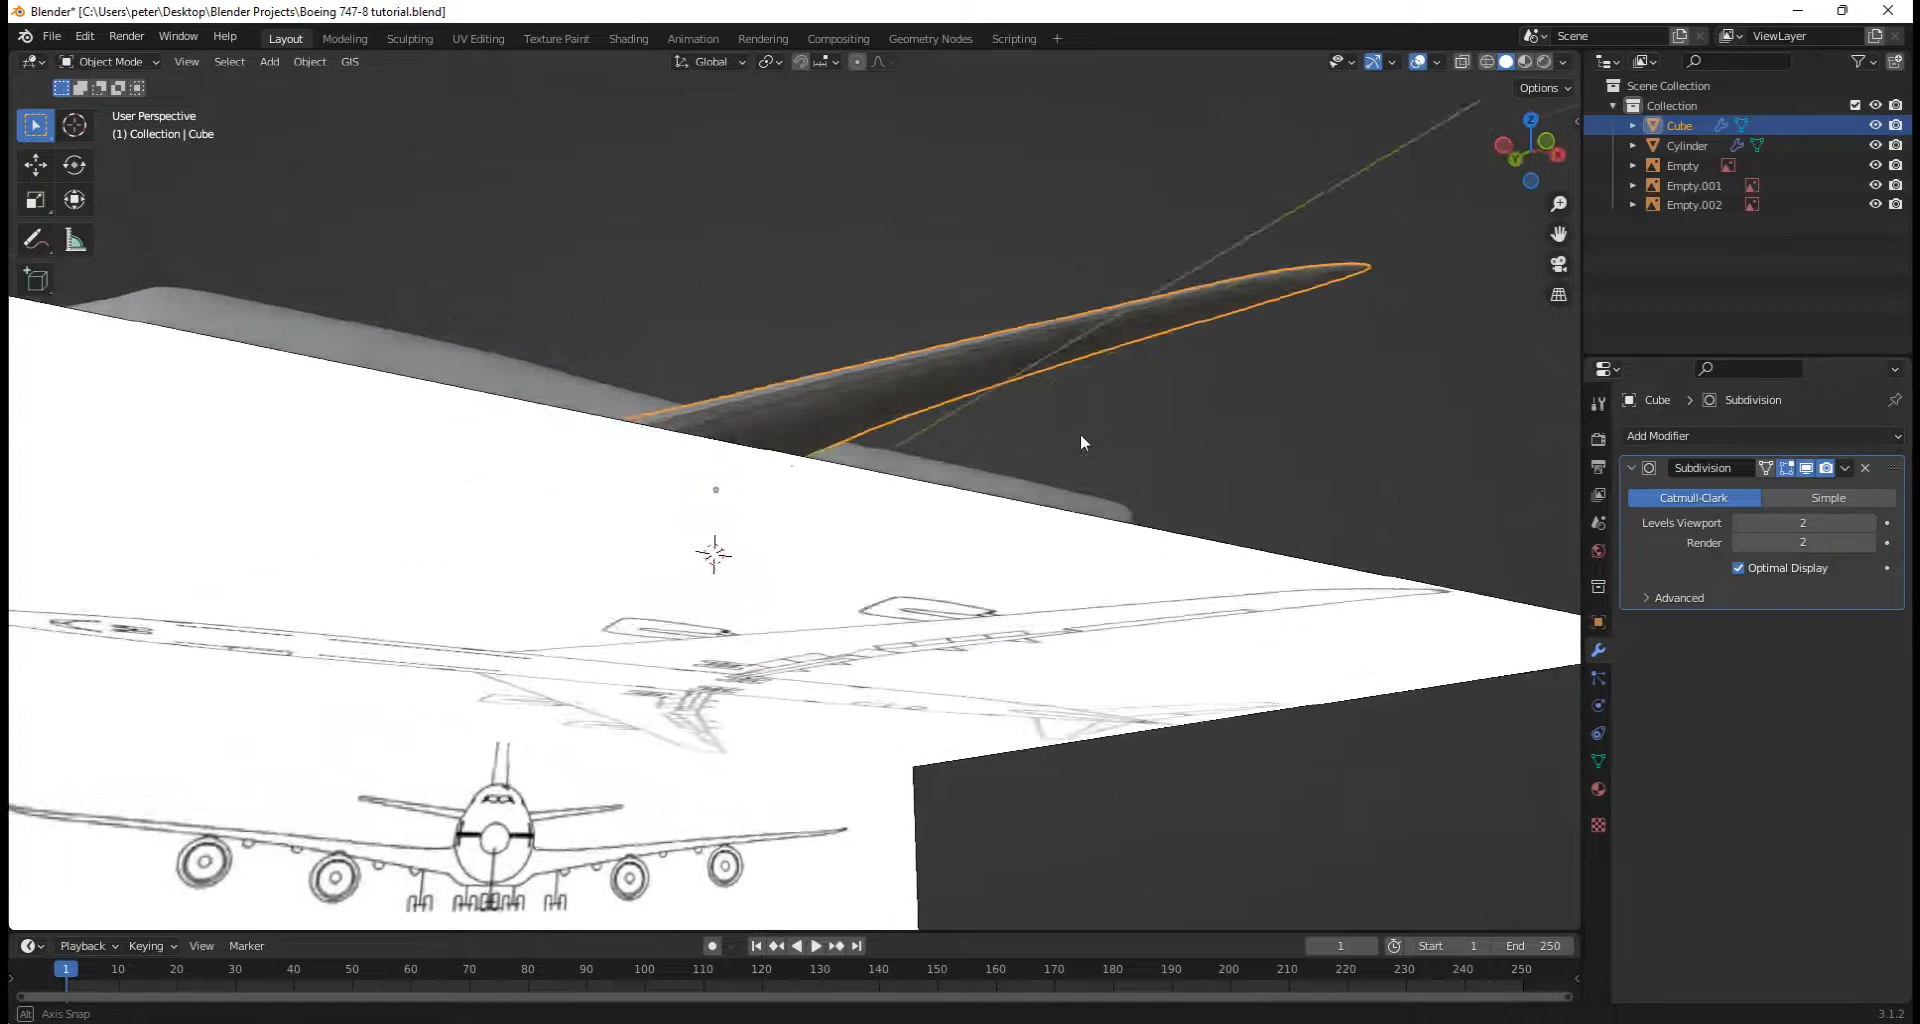 Blender* [C:\Users\peter\Desktop\Blender Projects\Boeing 747-8 tutorial.blend]
File Edit Render Window Help Layout Modeling Sculpting UV Editing Texture Paint Shading Animation Rendering Compositing Geometry Nodes Scripting + Scene ViewLayer
Object Mode View Select Add Object GIS Global
Options
User Perspective
(1) Collection | Cube
Z
X
Y
Scene Collection
Collection
Cube
Cylinder
Empty
Empty.001
Empty.002
Cube > Subdivision
Add Modifier
Subdivision
Catmull-Clark Simple
Levels Viewport 2
Render 2
Optimal Display
Advanced
Playback Keying View Marker 1 Start 1 End 250
1 10 20 30 40 50 60 70 80 90 100 110 120 130 140 150 160 170 180 190 200 210 220 230 240 250
Alt Axis Snap 3.1.2